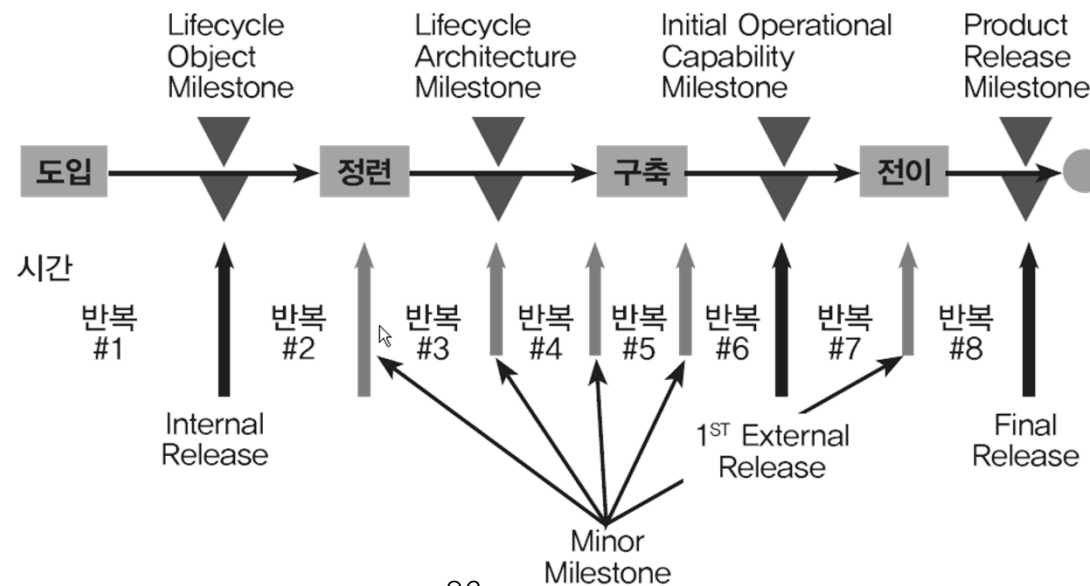 Lifecycle
Object
Milestone
Lifecycle
Architecture
Milestone
Initial Operational
Capability
Milestone
Product
Release
Milestone
도입
정련
구축
전이
시간
반복
#1
반복
#2
반복
#3
반복
#4
반복
#5
반복
#6
반복
#7
반복
#8
Internal
Release
1ST External
Release
Final
Release
Minor
Milestone